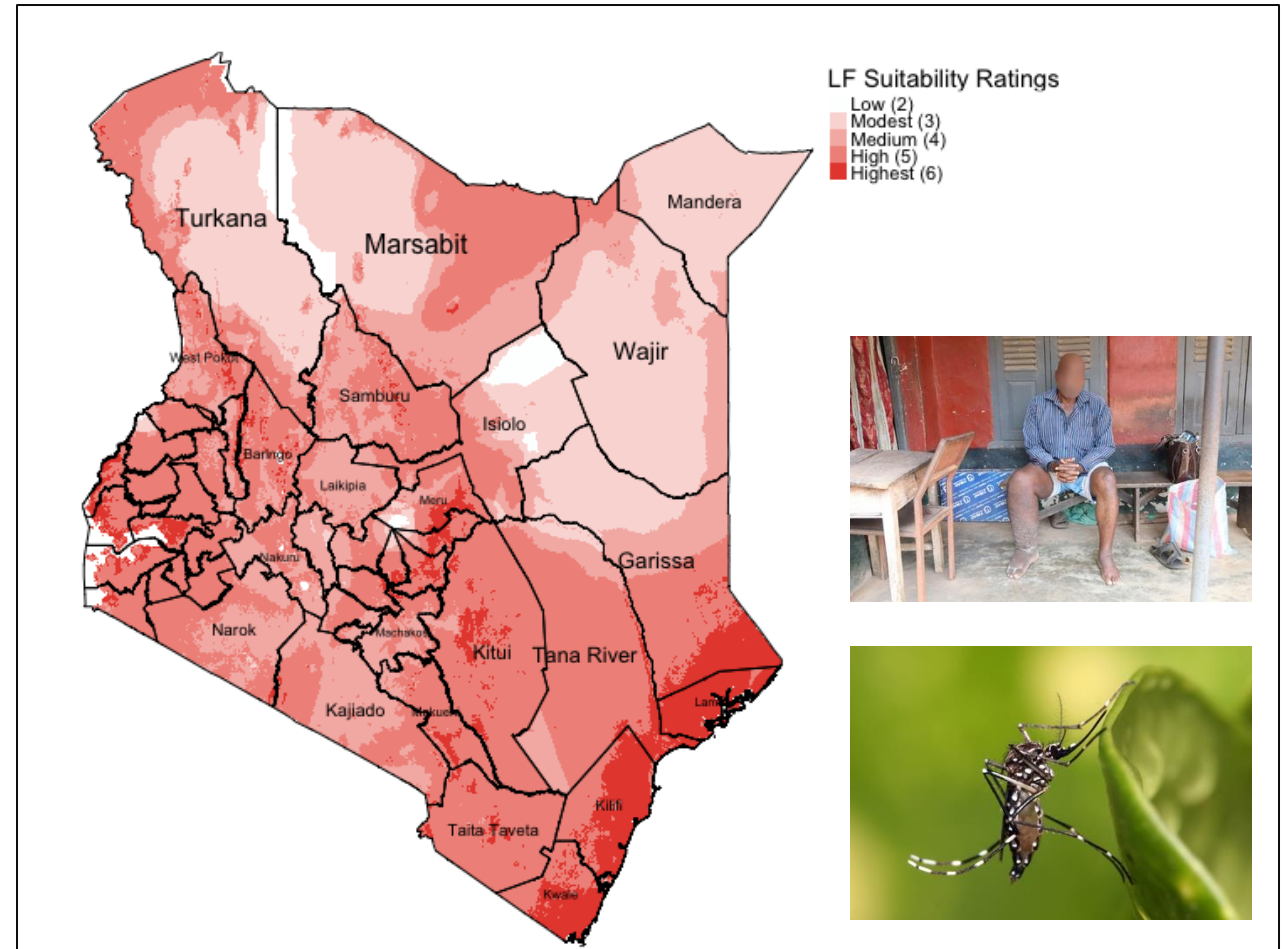 LF Suitability Ratings
Low (2)
Modest (3)
Medium (4)
High (5)
Highest (6)
Mandera
Turkana
Marsabit
Wajir
West Pokot
Samburu
Isiolo
Baringo
Laikipia
Meru
Nakuru
Garissa
Narok
Machakos
Kitui
Tana River
Kajiado
Makueni
Lamu
Kilifi
Taita Taveta
Kwale